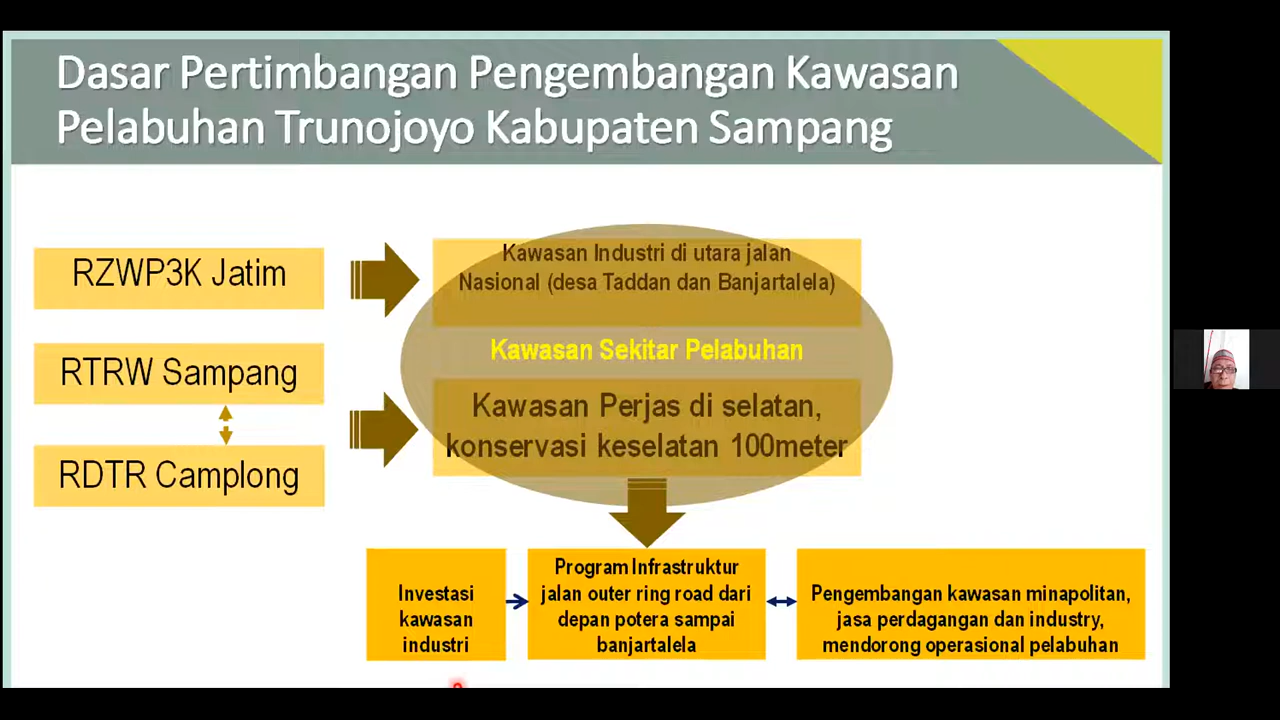 Dasar Pertimbangan Pengembangan Kawasan
Pelabuhan Trunojoyo Kabupaten Sampang
RZWP3K Jatim
RTRW Sampang
RDTR Camplong
Kawasan Industri di utara jalan
Nasional (desa Taddan dan Banjartalela)
Kawasan Sekitar Pelabuhan
Kawasan Perjas di selatan,
konservasi keselatan 100meter
Investasi
kawasan
industri
Program Infrastruktur
jalan outer ring road dari
depan potera sampai
banjartalela
Pengembangan kawasan minapolitan,
jasa perdagangan dan industry,
mendorong operasional pelabuhan